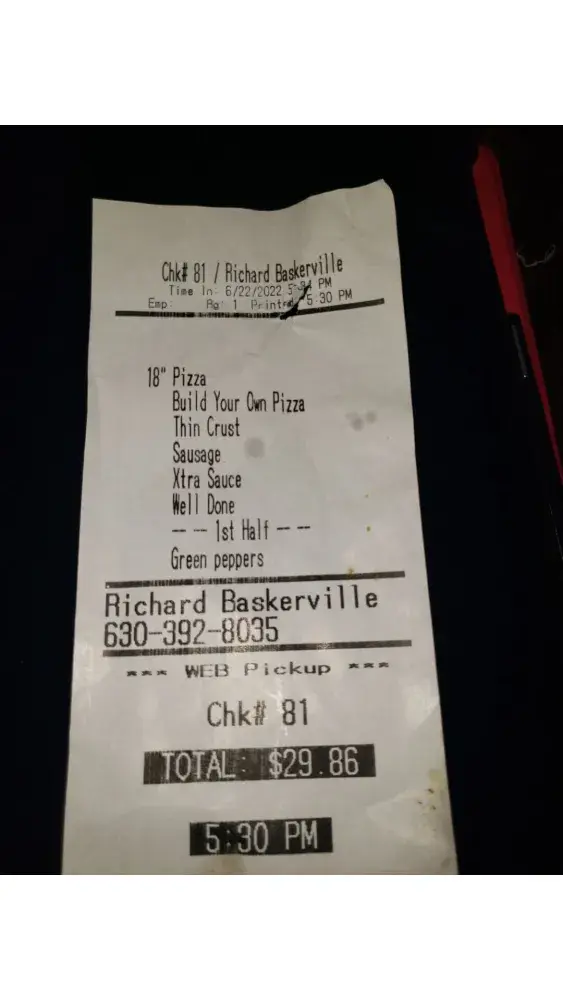 Chk# 81 / Richard Baskerville
Time In: 6/22/2022 PM
Emp: Rg: 1 Printed 5:30 PM
18" Pizza
Build Your Own Pizza
Thin Crust
Sausage
Xtra Sauce
Well Done
-- -- 1st Half -- --
Green peppers
Richard Baskerville
630-392-8035
*** WEB Pickup ***
Chk# 81
TOTAL: $29.86
5:30 PM